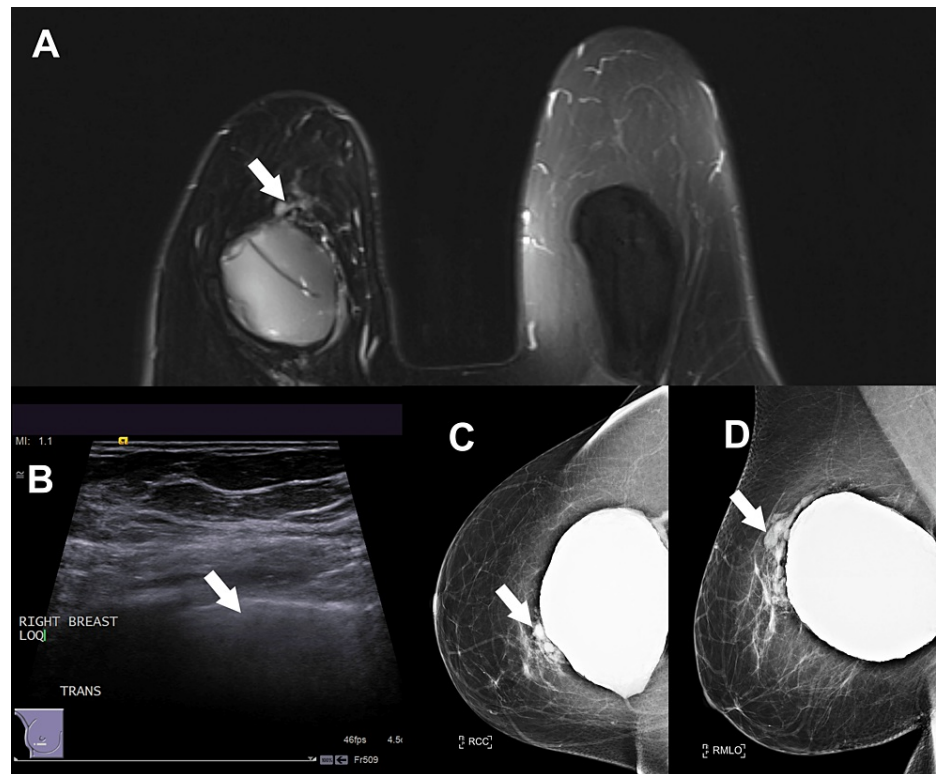 A
B
MI: 1.1
RIGHT BREAST
LOQ
TRANS
46fps
Fr509
C
RCC
D
RMLO